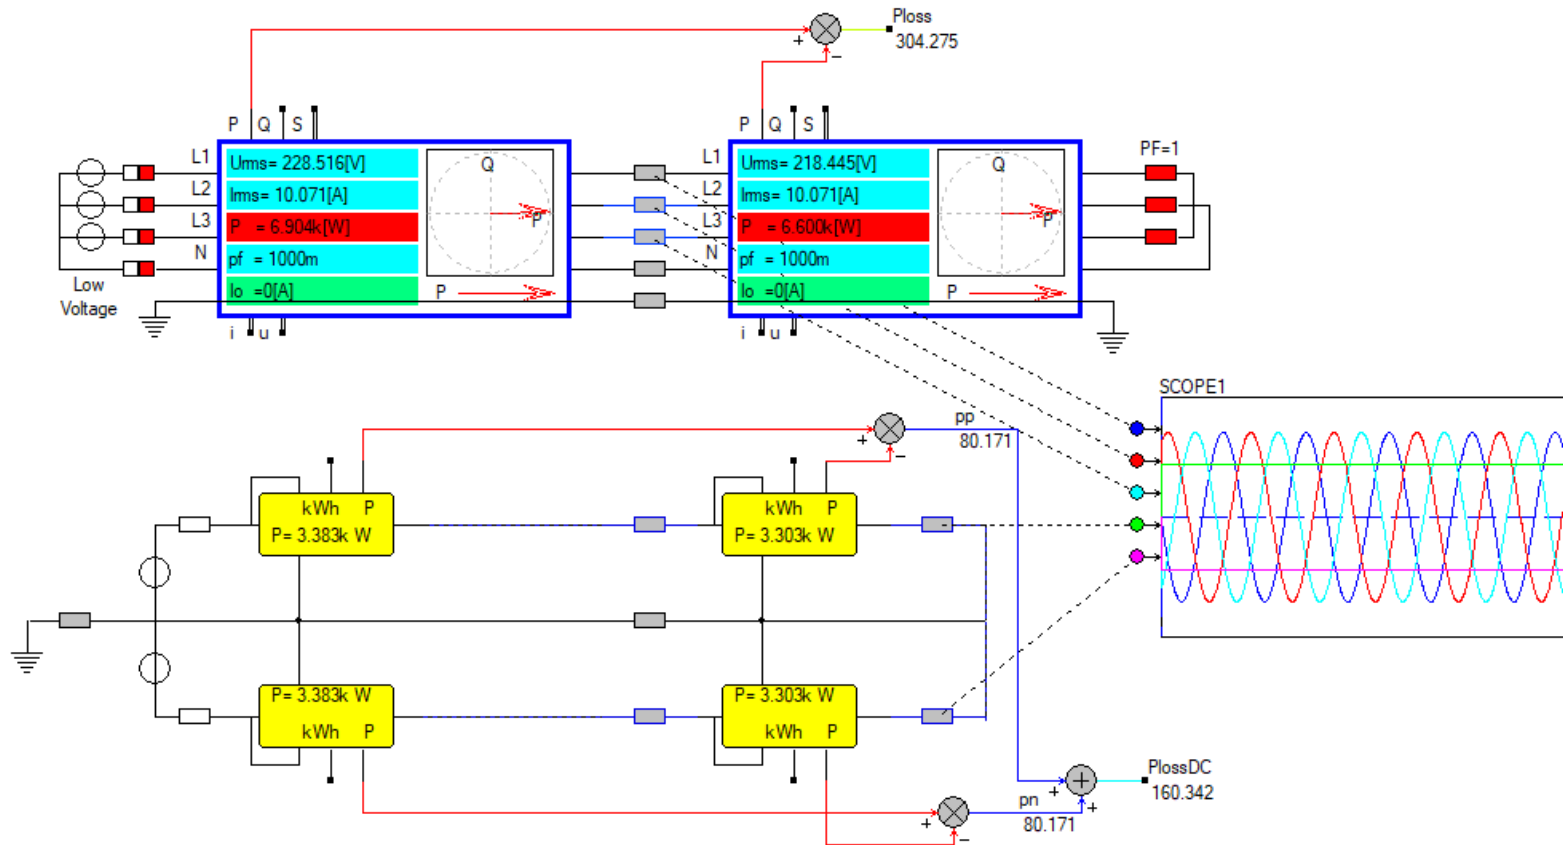 Ploss
304.275
+
−
P Q S
P Q S
L1
L2
L3
N
Low
Voltage
Urms= 228.516[V]
Irms= 10.071[A]
P = 6.904k[W]
pf = 1000m
Io =0[A]
Q
P
P
i u
L1
L2
L3
N
Urms= 218.445[V]
Irms= 10.071[A]
P = 6.600k[W]
pf = 1000m
Io =0[A]
Q
P
P
i u
PF=1
SCOPE1
pp
80.171
+
−
kWh P
P= 3.383k W
kWh P
P= 3.303k W
P= 3.383k W
kWh P
P= 3.303k W
kWh P
PlossDC
160.342
+
+
+
pn
80.171
+
−